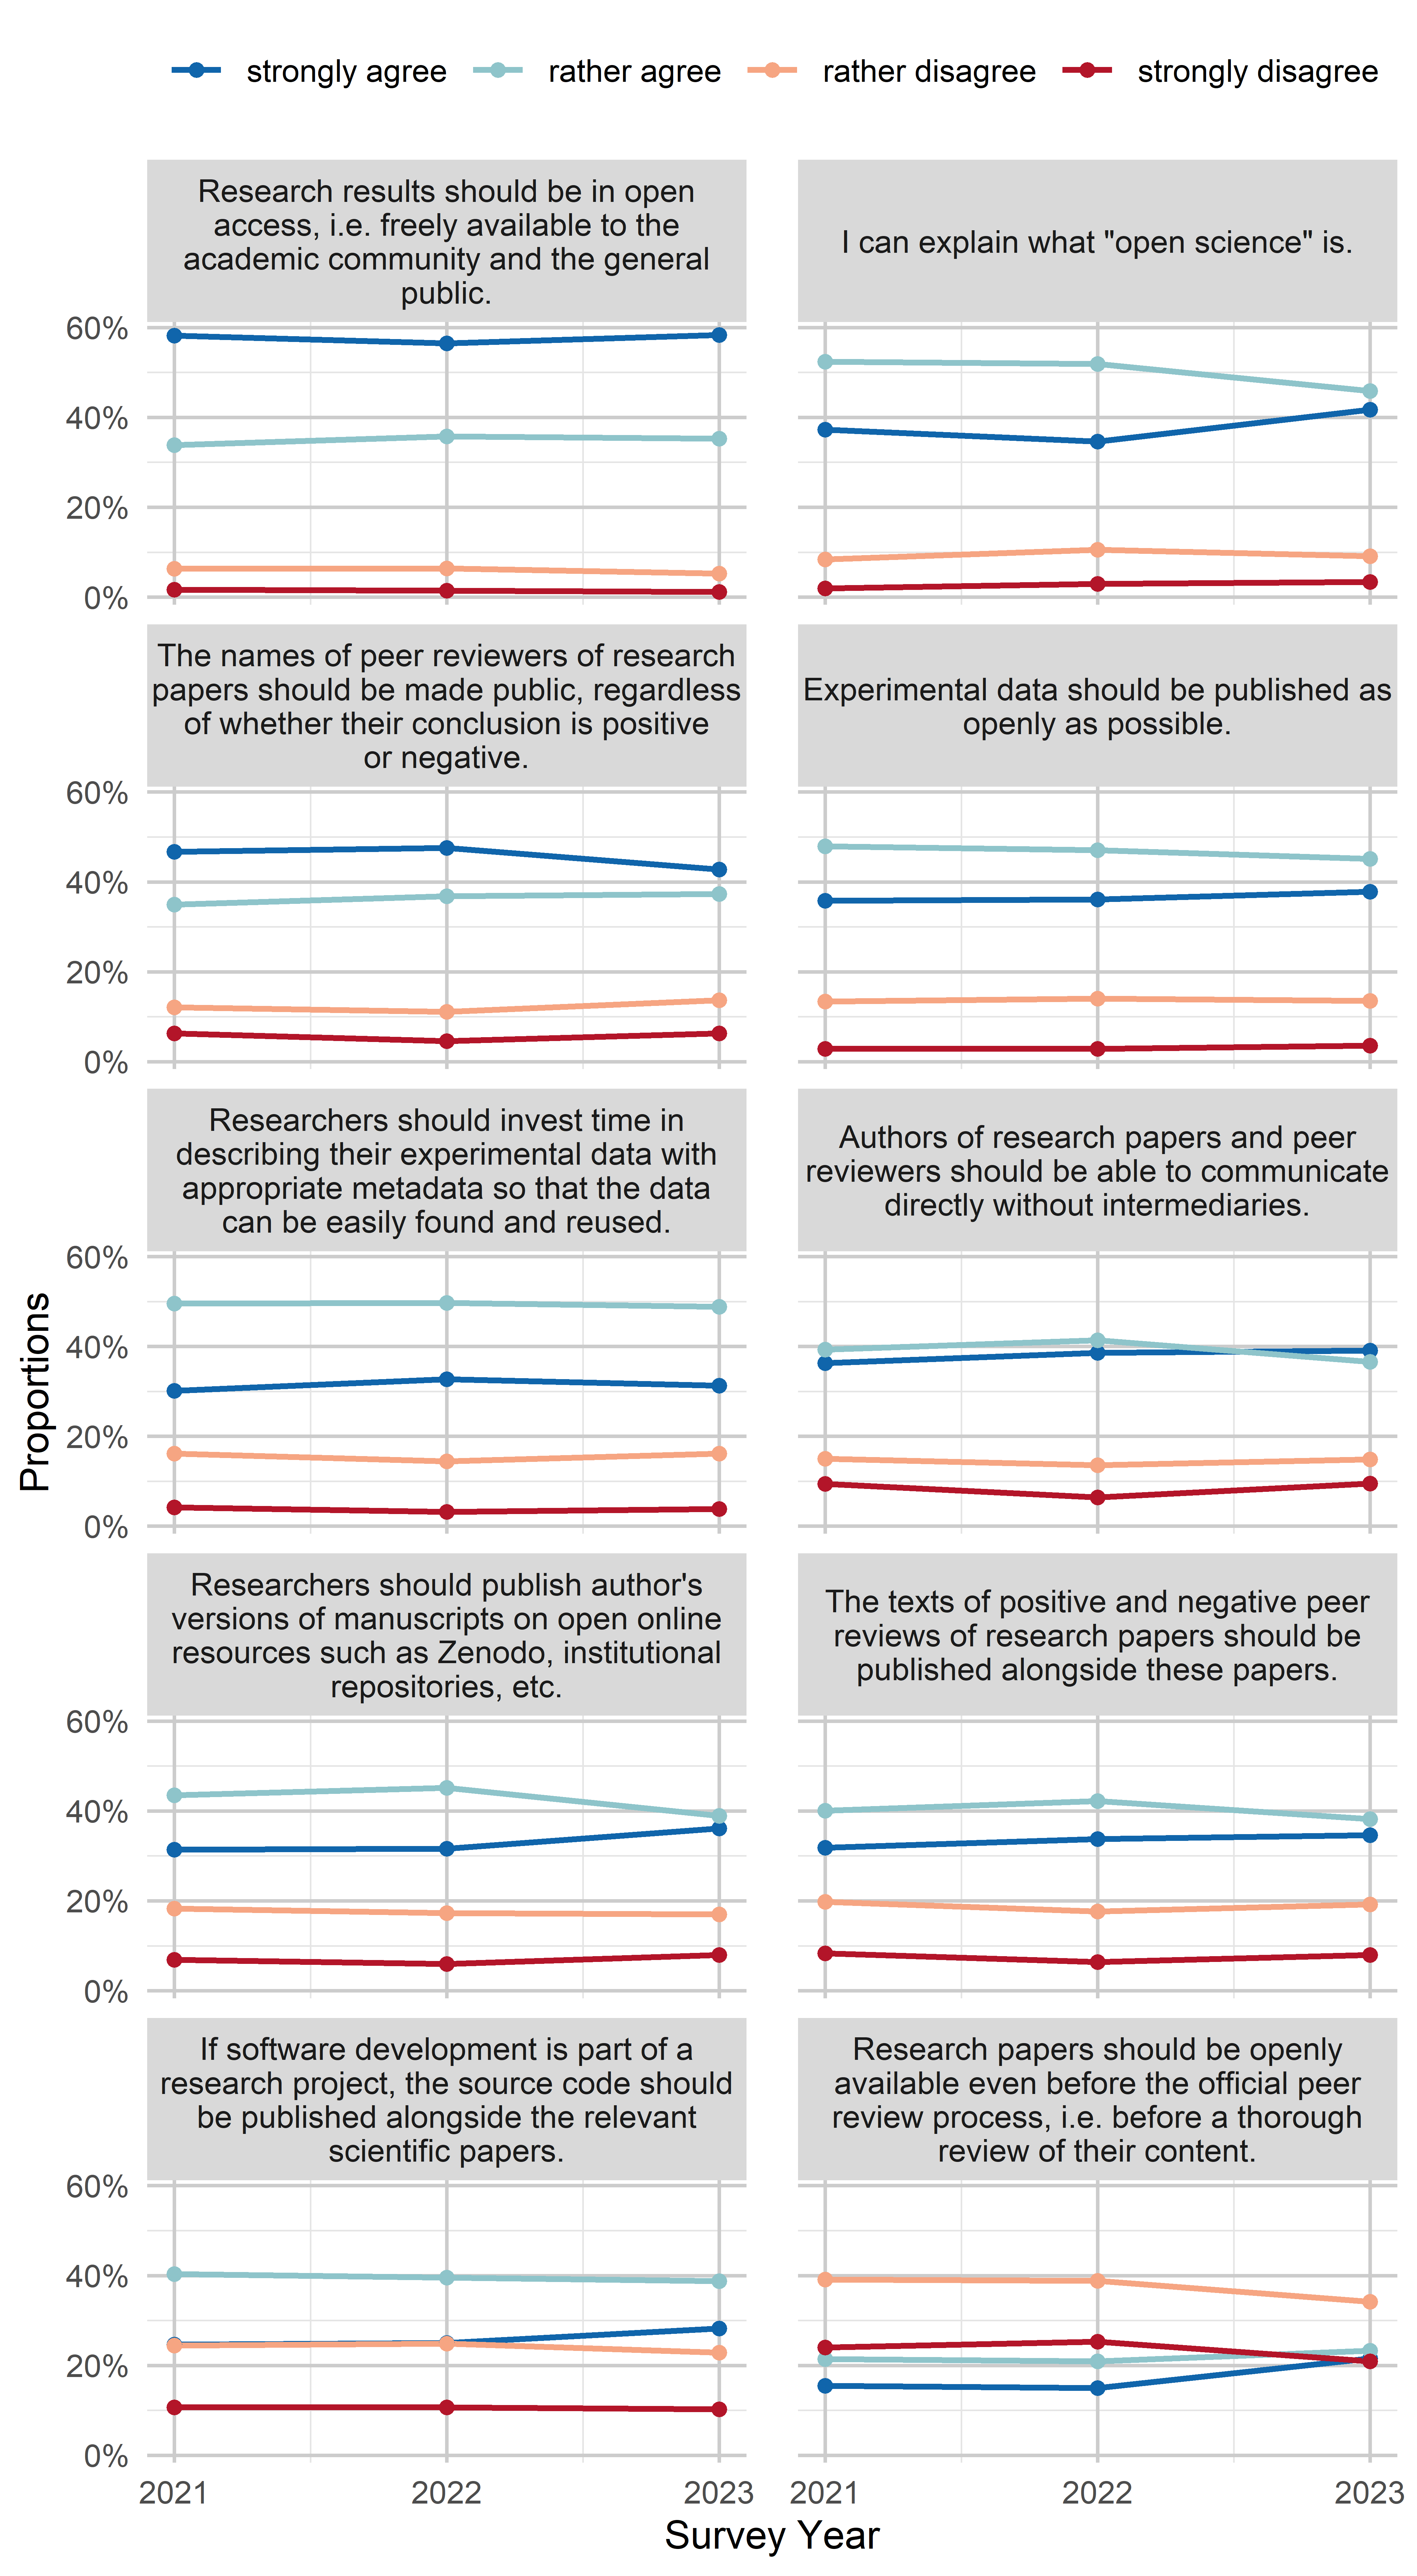 strongly agree rather agree rather disagree strongly disagree
Research results should be in open
access, i.e. freely available to the
academic community and the general
public.
I can explain what "open science" is.
60%
40%
20%
0%
The names of peer reviewers of research
papers should be made public, regardless
of whether their conclusion is positive
or negative.
Experimental data should be published as
openly as possible.
60%
40%
20%
0%
Researchers should invest time in
describing their experimental data with
appropriate metadata so that the data
can be easily found and reused.
Authors of research papers and peer
reviewers should be able to communicate
directly without intermediaries.
60%
40%
20%
0%
Proportions
Researchers should publish author's
versions of manuscripts on open online
resources such as Zenodo, institutional
repositories, etc.
The texts of positive and negative peer
reviews of research papers should be
published alongside these papers.
60%
40%
20%
0%
If software development is part of a
research project, the source code should
be published alongside the relevant
scientific papers.
Research papers should be openly
available even before the official peer
review process, i.e. before a thorough
review of their content.
60%
40%
20%
0%
2021 2022 2023 2021 2022 2023
Survey Year